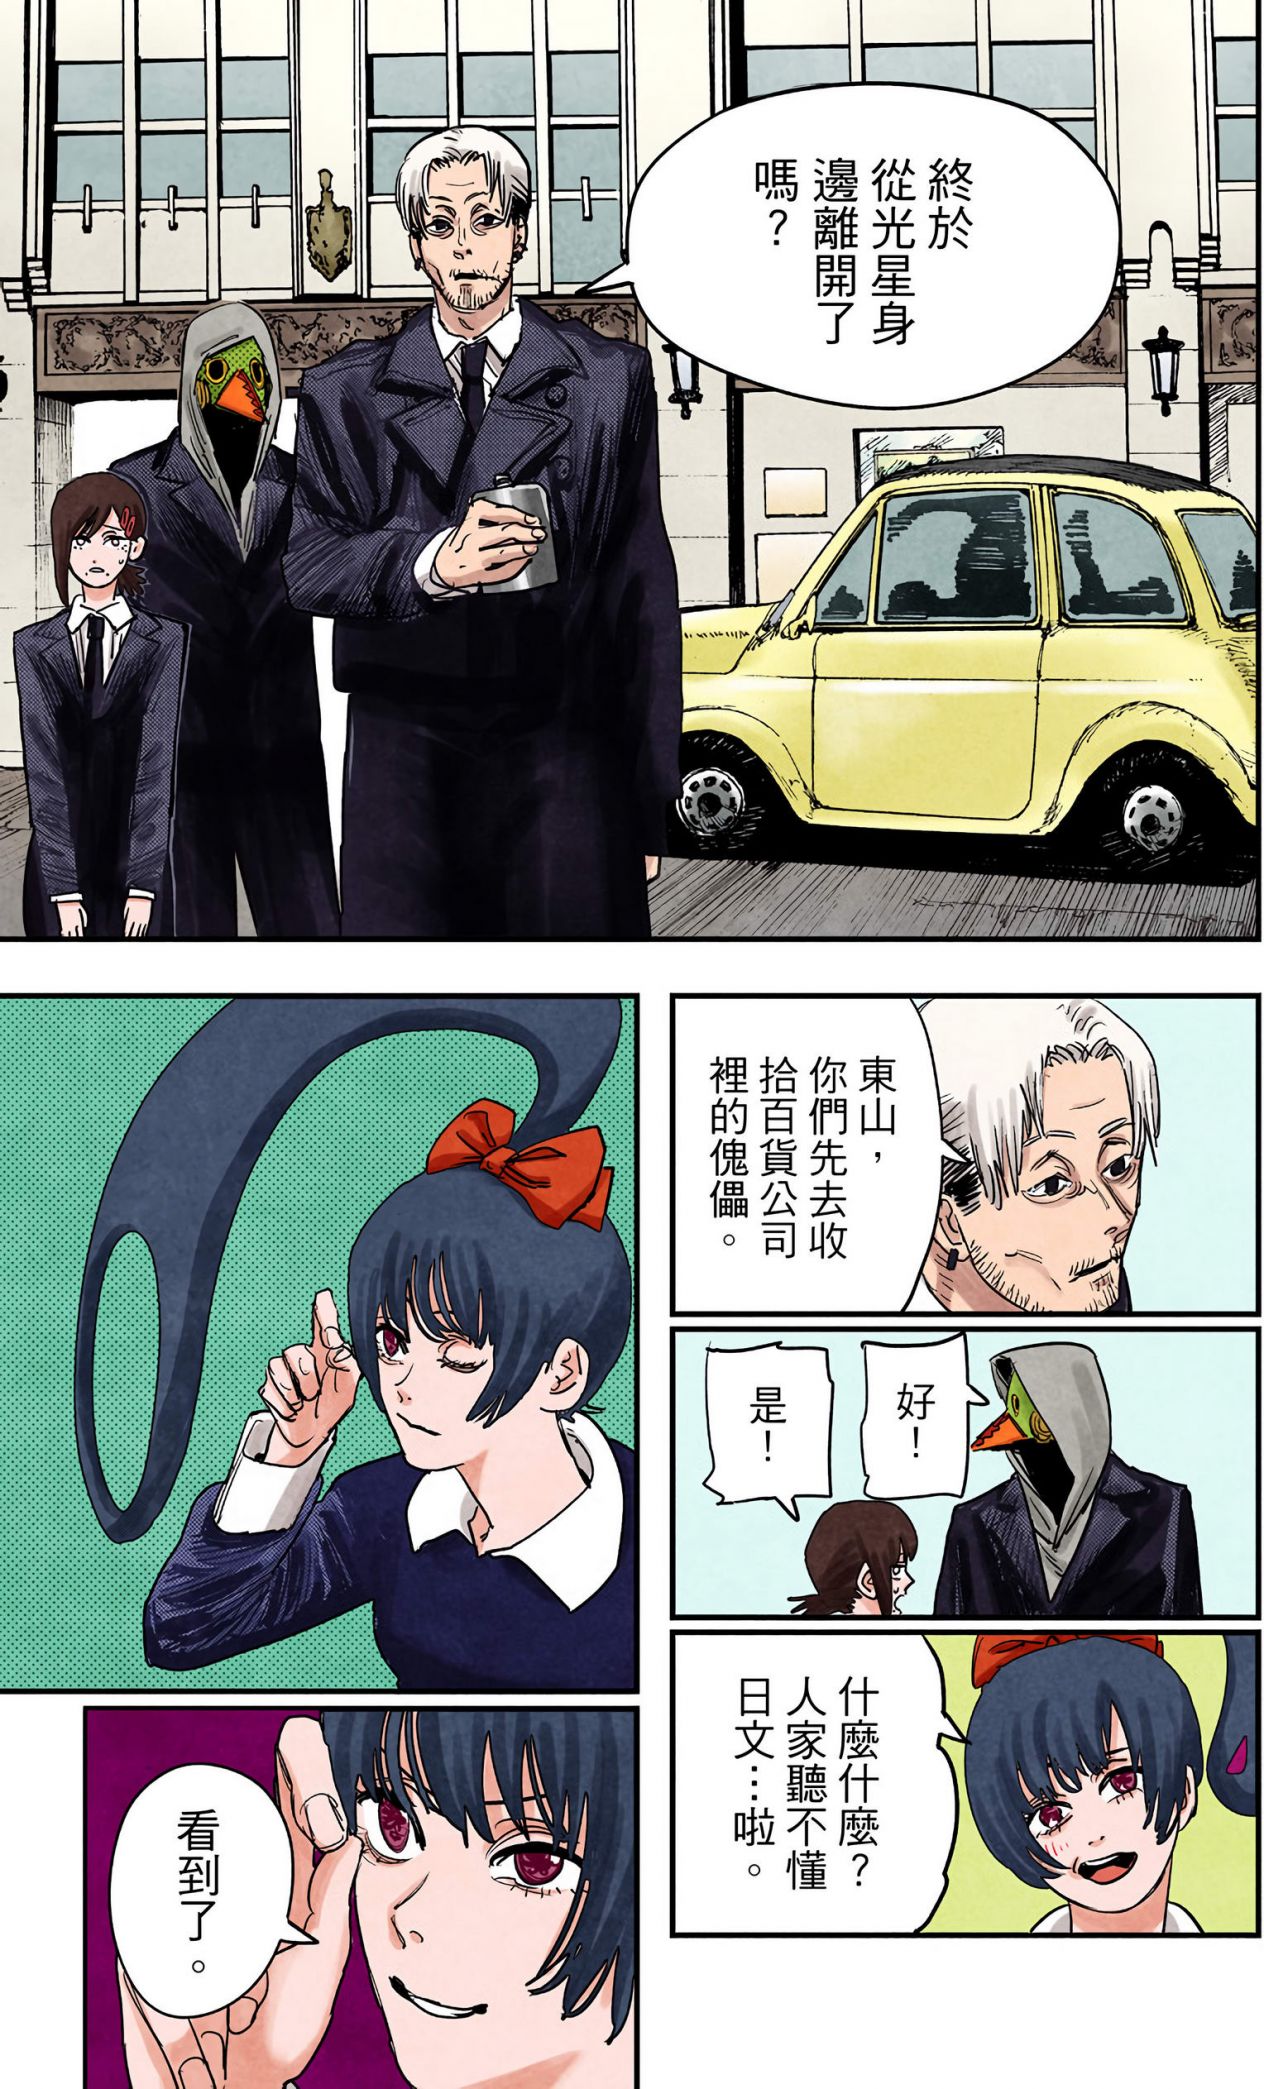 終於
從光星身
邊離開了
嗎？
東山，
你們先去收
拾百貨公司
裡的傀儡。
好！
是！
什麼什麼？
人家聽不懂
日文…啦。
看到了。